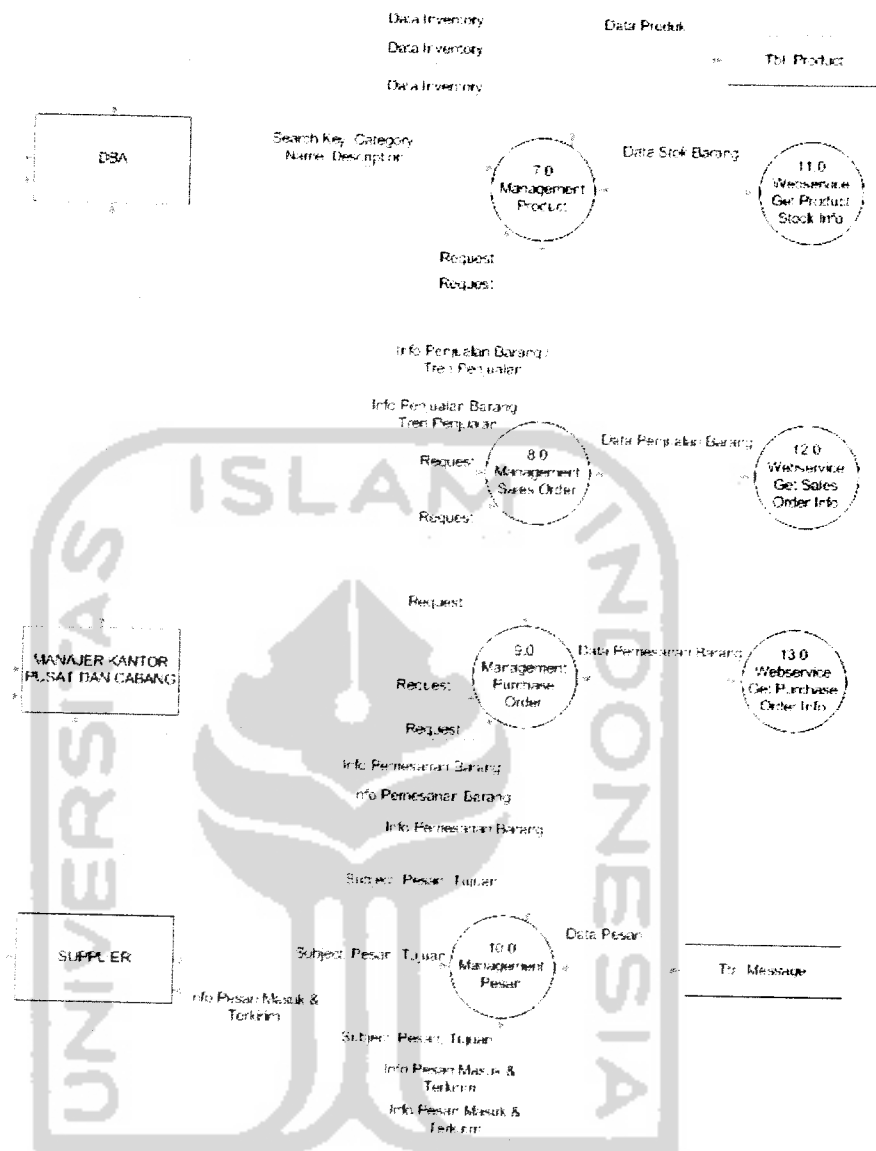 Data Inventory
Data Produk
Data Inventory
Tbl. Product
Data Inventory
DBA
Search Key, Category
Name, Description
7.0
Management
Product
Data Stok Barang
11.0
Webservice
Get Product
Stock Info
Request
Request
Info Penjualan Barang /
Tren Penjualan
Info Penjualan Barang
Tren Penjualan
Request
8.0
Management
Sales Order
Data Penjualan Barang
12.0
Webservice
Get Sales
Order Info
Request
Request
MANAJER KANTOR
PUSAT DAN CABANG
9.0
Management
Purchase
Order
Data Pemesanan Barang
13.0
Webservice
Get Purchase
Order Info
Request
Request
Info Pemesanan Barang
Info Pemesanan Barang
Info Pemesanan Barang
Subject, Pesan, Tujuan
SUPPLIER
Subject, Pesan, Tujuan
10.0
Management
Pesan
Data Pesan
Tbl. Message
Info Pesan Masuk &
Terkirim
Subject, Pesan, Tujuan
Info Pesan Masuk &
Terkirim
Info Pesan Masuk &
Terkirim
UNIVERSITAS
ISLAM
INDONESIA